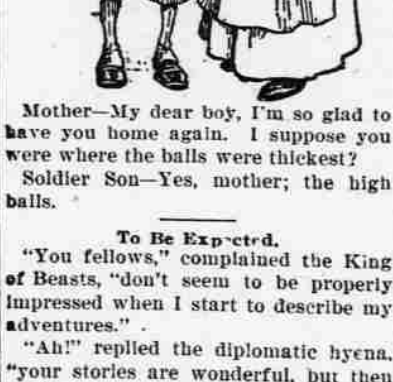 Mother—My dear boy, I'm so glad to
have you home again. I suppose you
were where the balls were thickest?
Soldier Son—Yes, mother; the high
balls.
To Be Expected.
"You fellows," complained the King
of Beasts, "don't seem to be properly
impressed when I start to describe my
adventures."
"Ah!" replied the diplomatic hyena,
"your stories are wonderful, but then